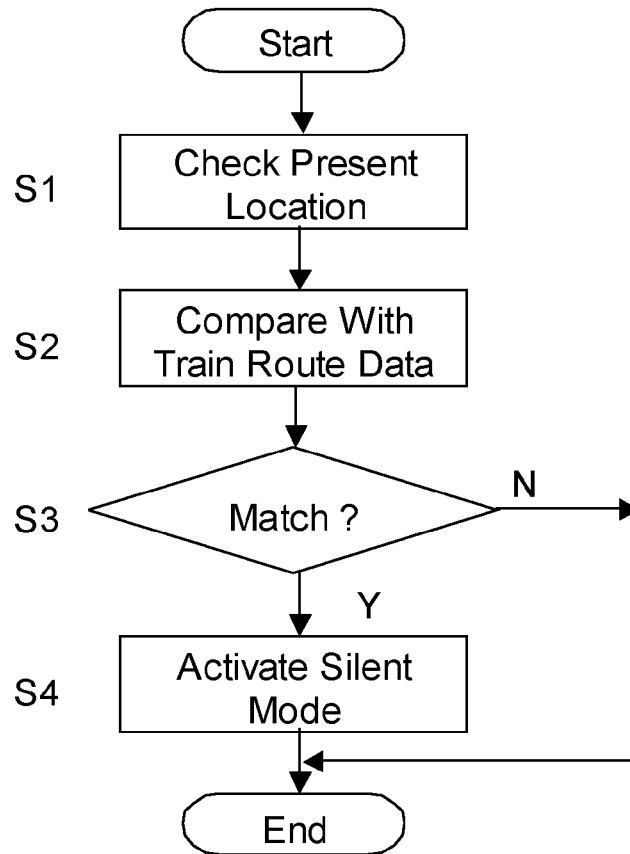 Start
S1
Check Present
Location
S2
Compare With
Train Route Data
S3
Match ?
N
Y
S4
Activate Silent
Mode
End